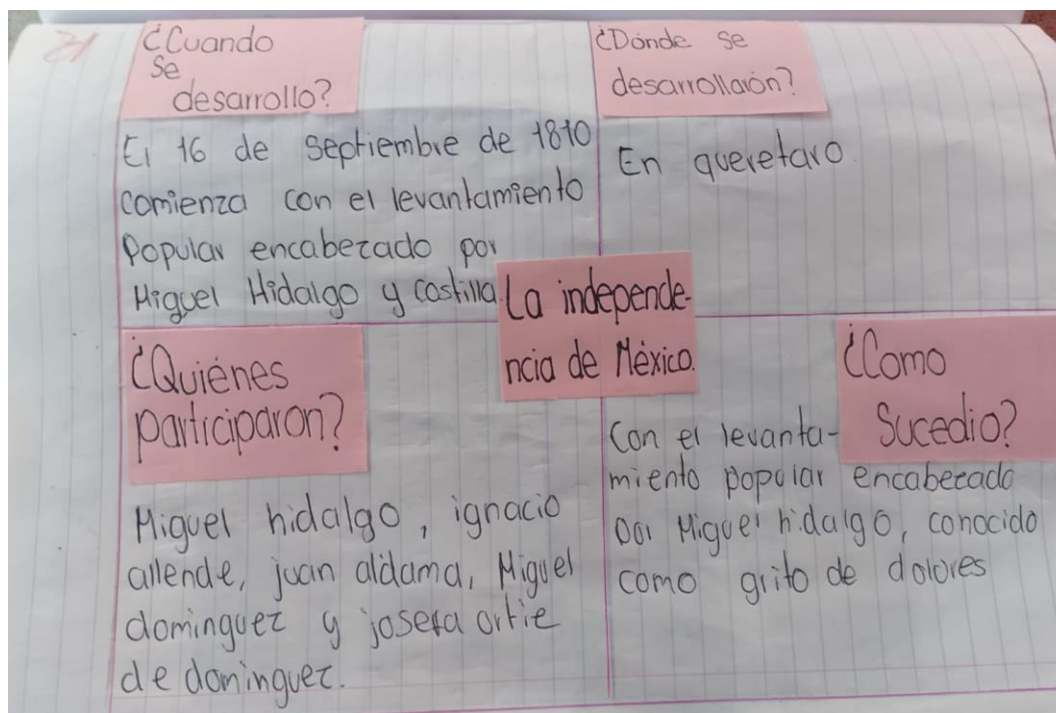 ¿Cuando
Se
desarrollo?
El 16 de Septiembre de 1810
comienza con el levantamiento
Popular encabezado por
Miguel Hidalgo y castilla.
¿Dónde se
desarrollarón?
En queretaro
La independe-
ncia de México.
¿Quiénes
participaron?
Miguel hidalgo, ignacio
allende, juan aldama, Miguel
dominguez y josefa ortie
de dominguez.
¿Como
Sucedio?
Con el levanta-
miento popular encabezado
por Miguel hidalgo, conocido
como grito de dolores